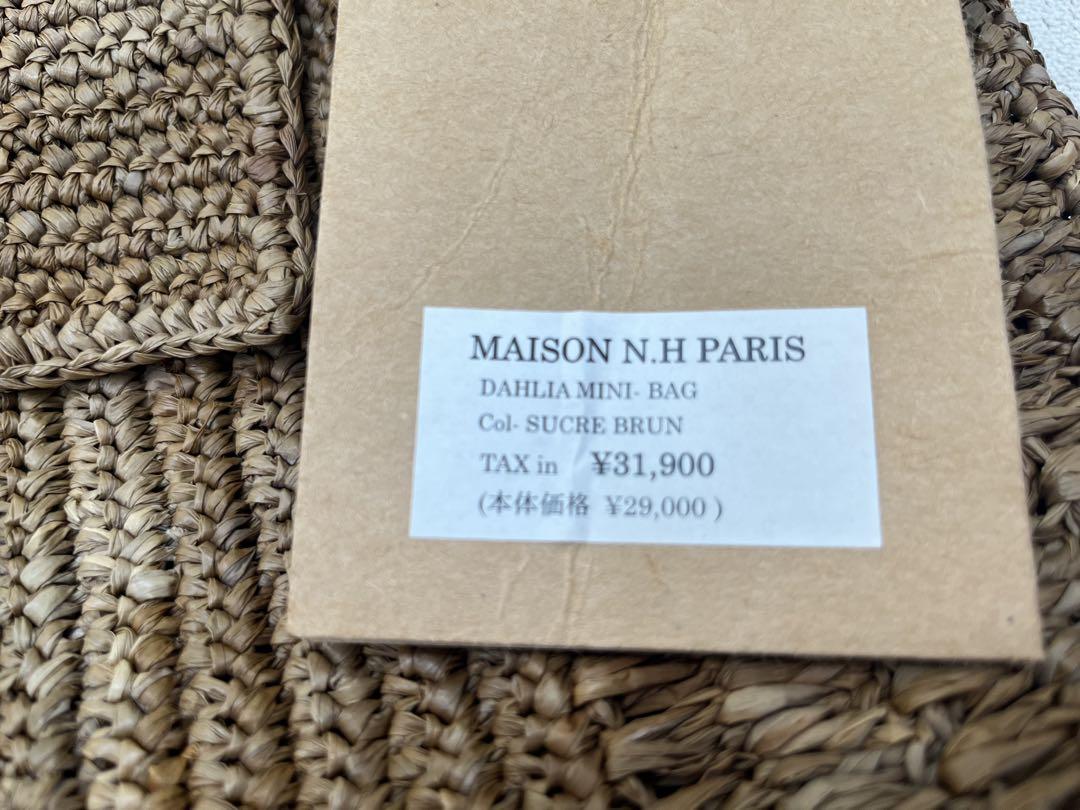 MAISON N.H PARIS
DAHLIA MINI- BAG
Col- SUCRE BRUN
TAX in ¥31,900
(本体価格 ¥29,000 )